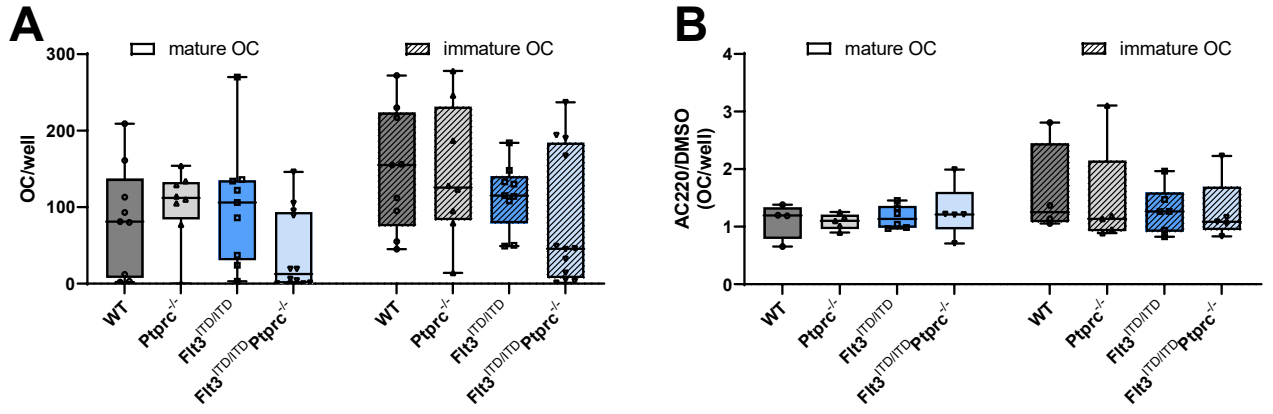 A
mature OC
immature OC
OC/well
300
200
100
0
WT
Ptprc-/-
Flt3ITD/ITD
Flt3ITD/ITDPtprc-/-
WT
Ptprc-/-
Flt3ITD/ITD
Flt3ITD/ITDPtprc-/-
B
mature OC
immature OC
AC220/DMSO
(OC/well)
4
3
2
1
0
WT
Ptprc-/-
Flt3ITD/ITD
Flt3ITD/ITDPtprc-/-
WT
Ptprc-/-
Flt3ITD/ITD
Flt3ITD/ITDPtprc-/-